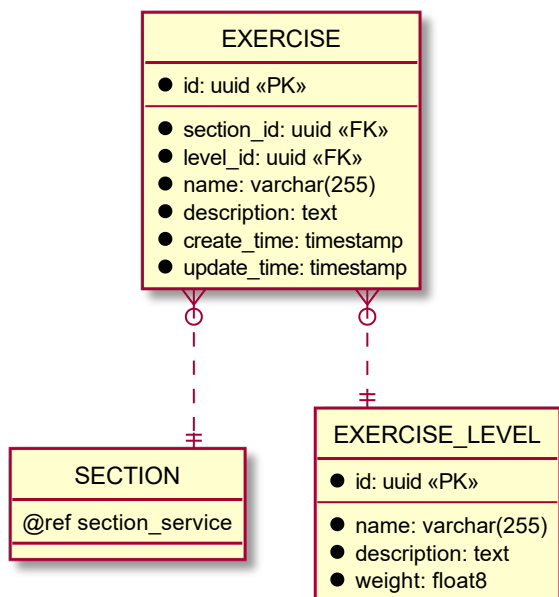 EXERCISE
id: uuid «PK»
section_id: uuid «FK»
level_id: uuid «FK»
name: varchar(255)
description: text
create_time: timestamp
update_time: timestamp
SECTION
@ref section_service
EXERCISE_LEVEL
id: uuid «PK»
name: varchar(255)
description: text
weight: float8